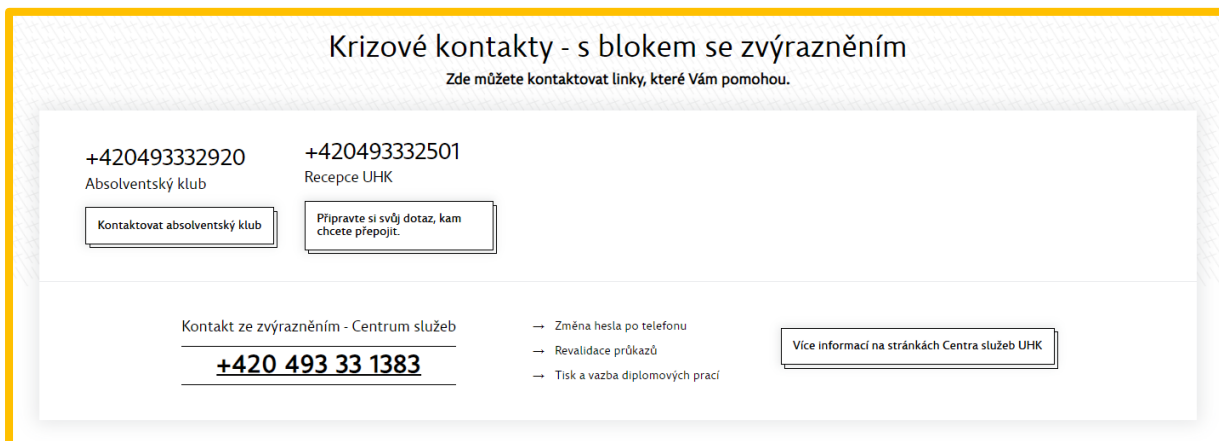 Krizové kontakty - s blokem se zvýrazněním
Zde můžete kontaktovat linky, které Vám pomohou.
+420493332920
Absolventský klub
Kontaktovat absolventský klub
+420493332501
Recepce UHK
Připravte si svůj dotaz, kam
chcete přepojit.
Kontakt ze zvýrazněním - Centrum služeb
+420 493 33 1383
→ Změna hesla po telefonu
→ Revalidace průkazů
→ Tisk a vazba diplomových prací
Více informací na stránkách Centra služeb UHK